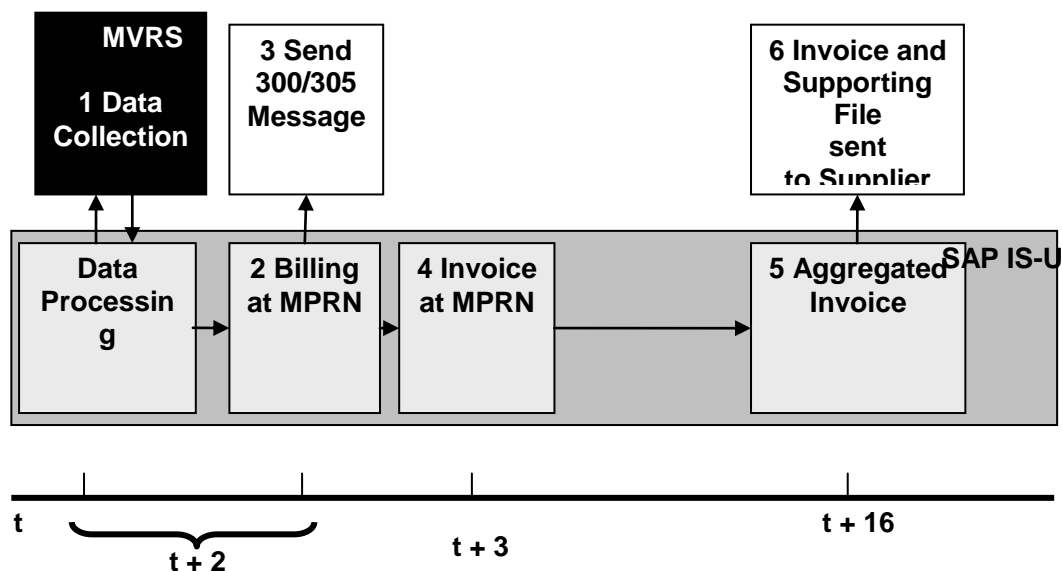 MVRS
1 Data
Collection
3 Send
300/305
Message
6 Invoice and
Supporting
File
sent
to Supplier
Data
Processin
g
2 Billing
at MPRN
4 Invoice
at MPRN
5 Aggregated
Invoice
SAP IS-U
t
t + 2
t + 3
t + 16